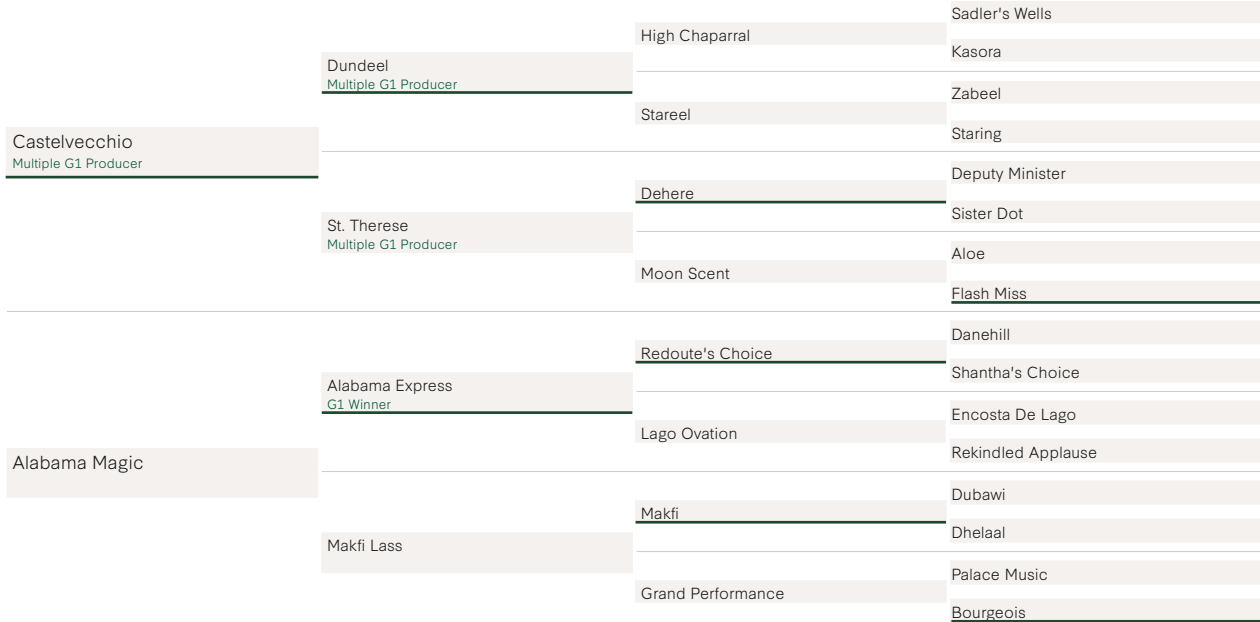 Castelvecchio
Multiple G1 Producer
Alabama Magic
Dundeel
Multiple G1 Producer
St. Therese
Multiple G1 Producer
Alabama Express
G1 Winner
Makfi Lass
High Chaparral
Stareel
Dehere
Moon Scent
Redoute's Choice
Lago Ovation
Makfi
Grand Performance
Sadler's Wells
Kasora
Zabeel
Staring
Deputy Minister
Sister Dot
Aloe
Flash Miss
Danehill
Shantha's Choice
Encosta De Lago
Rekindled Applause
Dubawi
Dhelaal
Palace Music
Bourgeois